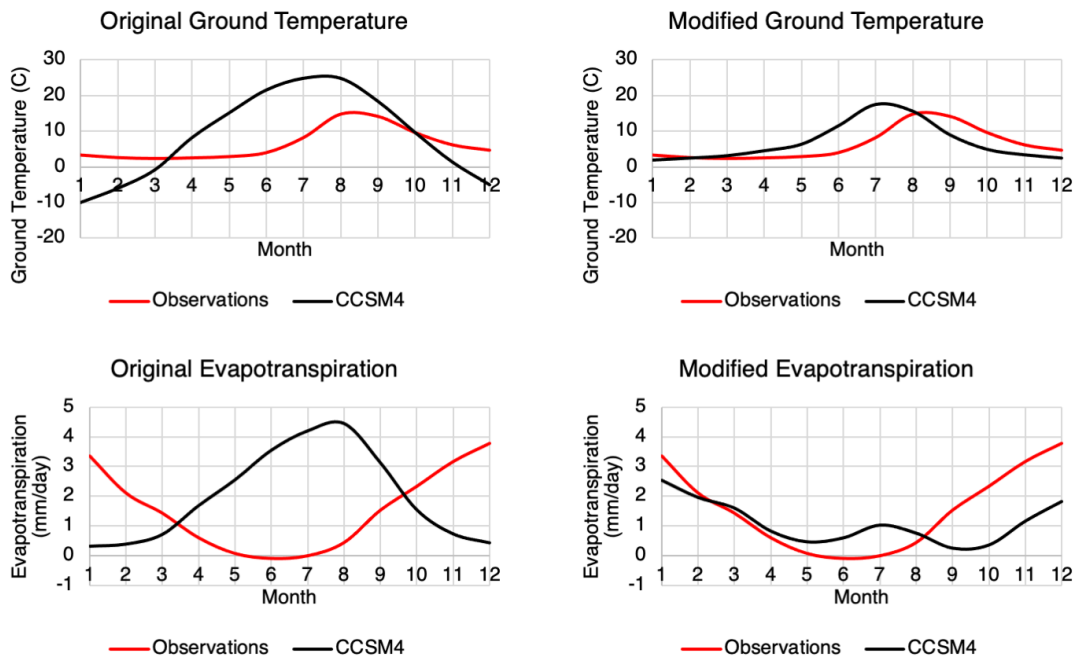 Original Ground Temperature
Ground Temperature (C)
30
20
10
0
-10
-20
1 2 3 4 5 6 7 8 9 10 11 12
Month
Observations CCSM4
Modified Ground Temperature
Ground Temperature (C)
30
20
10
0
-10
-20
1 2 3 4 5 6 7 8 9 10 11 12
Month
Observations CCSM4
Original Evapotranspiration
Evapotranspiration
(mm/day)
5
4
3
2
1
0
-1
1 2 3 4 5 6 7 8 9 10 11 12
Month
Observations CCSM4
Modified Evapotranspiration
Evapotranspiration
(mm/day)
5
4
3
2
1
0
-1
1 2 3 4 5 6 7 8 9 10 11 12
Month
Observations CCSM4